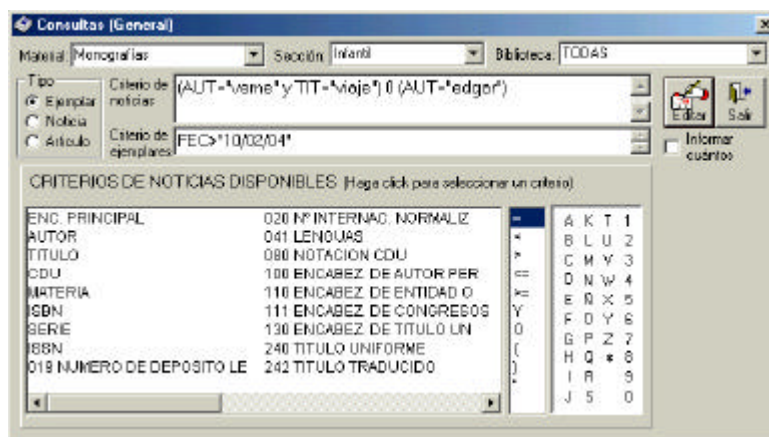 Consultas (General)
Material: Monografías Sección: Infantil Biblioteca: TODAS
Tipo
Ejemplar
Noticia
Artículo
Criterio de noticias
(AUT="verne" y TIT="viaje") O (AUT="edgar")
Criterio de ejemplares
FEC>"10/02/04"
Editar Salir
Informar cuántos
CRITERIOS DE NOTICIAS DISPONIBLES (Haga click para seleccionar un criterio)
ENC. PRINCIPAL 020 Nº INTERNAC. NORMALIZ
AUTOR 041 LENGUAS
TITULO 080 NOTACION CDU
CDU 100 ENCABEZ. DE AUTOR PER
MATERIA 110 ENCABEZ. DE ENTIDAD O
ISBN 111 ENCABEZ. DE CONGRESOS
SERIE 130 ENCABEZ. DE TITULO UN
ISSN 240 TITULO UNIFORME
019 NUMERO DE DEPOSITO LE 242 TITULO TRADUCIDO
=
<
>
<=
>=
Y
O
(
)
"
A K T 1
B L U 2
C M V 3
D N W 4
E Ñ X 5
F O Y 6
G P Z 7
H Q * 8
I R 9
J S 0